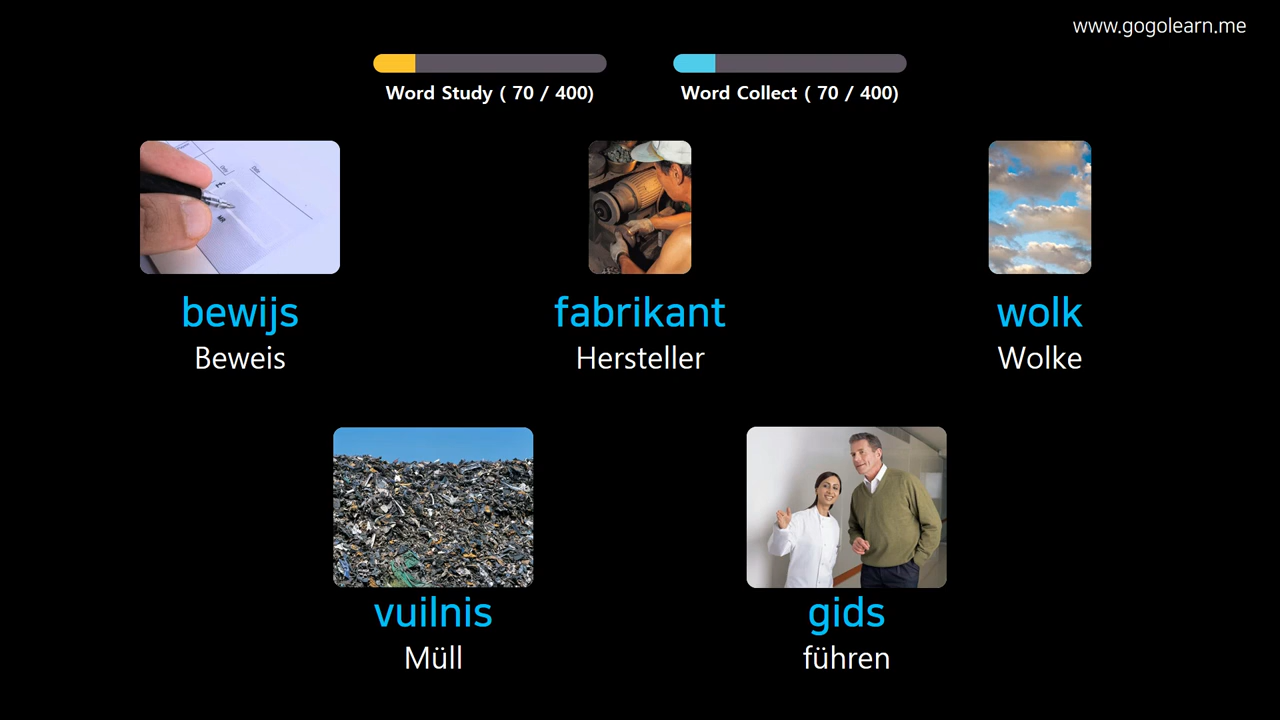 www.gogolearn.me
Word Study ( 70 / 400)
Word Collect ( 70 / 400)
bewijs
Beweis
fabrikant
Hersteller
wolk
Wolke
vuilnis
Müll
gids
führen